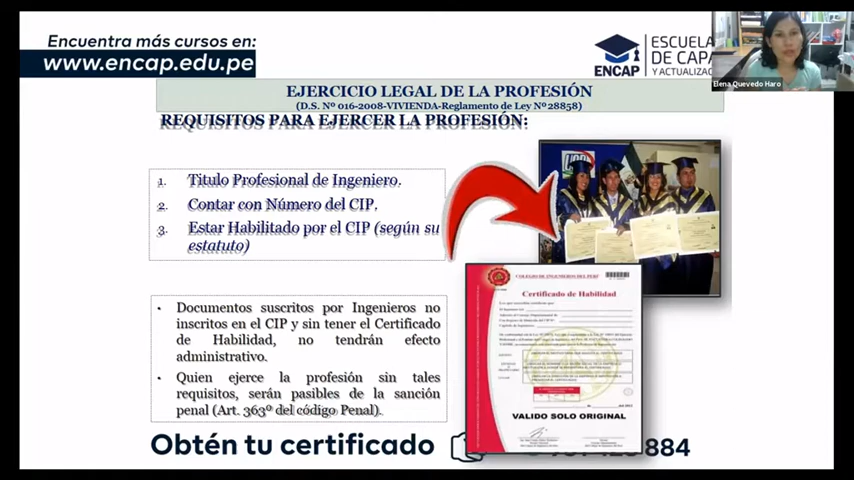 Encuentra más cursos en:
www.encap.edu.pe
ENCAP
ESCUELA
DE CAPA
Y ACTUALIZAC
Elena Quevedo Haro
EJERCICIO LEGAL DE LA PROFESIÓN
(D.S. Nº 016-2008-VIVIENDA-Reglamento de Ley Nº 28858)
REQUISITOS PARA EJERCER LA PROFESIÓN:
1. Titulo Profesional de Ingeniero.
2. Contar con Número del CIP.
3. Estar Habilitado por el CIP (según su
estatuto)
• Documentos suscritos por Ingenieros no
inscritos en el CIP y sin tener el Certificado
de Habilidad, no tendrán efecto
administrativo.
• Quien ejerce la profesión sin tales
requisitos, serán pasibles de la sanción
penal (Art. 363º del código Penal).
COLEGIO DE INGENIEROS DEL PERÚ
Certificado de Habilidad
VALIDO SOLO ORIGINAL
Obtén tu certificado
884